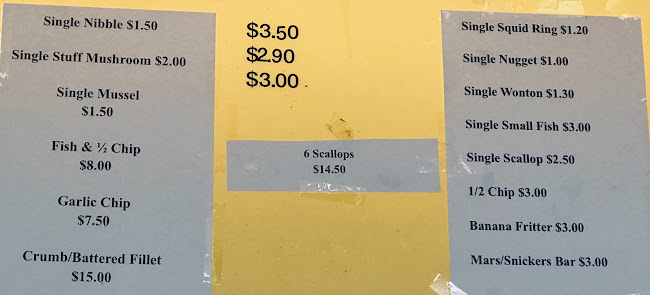 Single Nibble $1.50
Single Stuff Mushroom $2.00
Single Mussel
$1.50
Fish & ½ Chip
$8.00
Garlic Chip
$7.50
Crumb/Battered Fillet
$15.00
$3.50
$2.90
$3.00
6 Scallops
$14.50
Single Squid Ring $1.20
Single Nugget $1.00
Single Wonton $1.30
Single Small Fish $3.00
Single Scallop $2.50
1/2 Chip $3.00
Banana Fritter $3.00
Mars/Snickers Bar $3.00